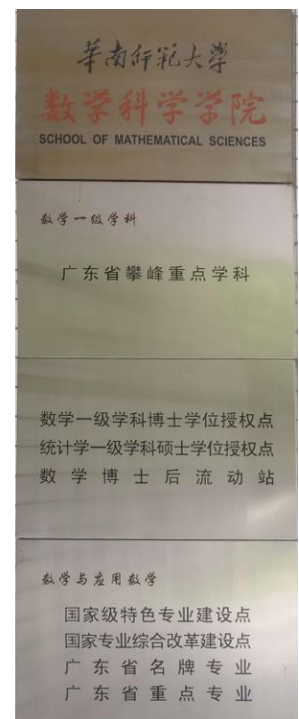 華南师範大學
数学科学学院
SCHOOL OF MATHEMATICAL SCIENCES
数学一级学科
广东省攀峰重点学科
数学一级学科博士学位授权点
统计学一级学科硕士学位授权点
数学博士后流动站
数学与应用数学
国家级特色专业建设点
国家专业综合改革建设点
广东省名牌专业
广东省重点专业